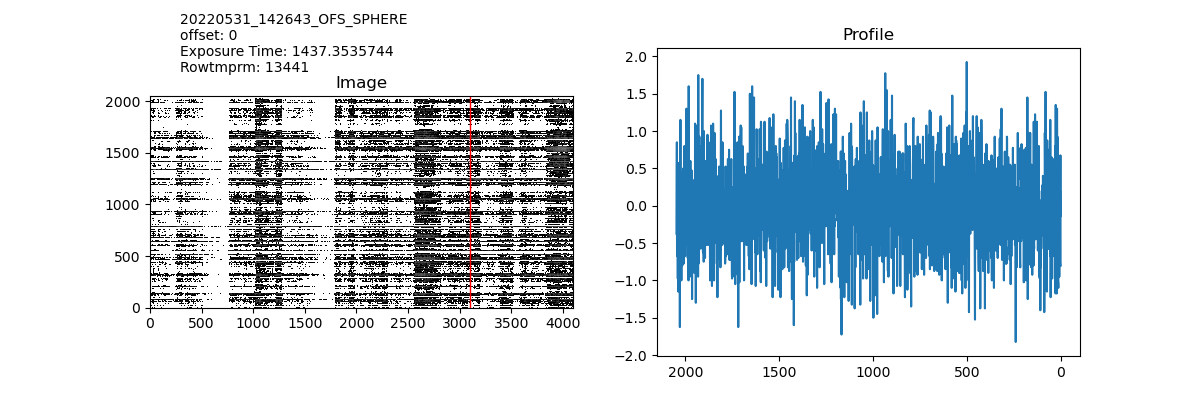 20220531_142643_OFS_SPHERE
offset: 0
Exposure Time: 1437.3535744
Rowtmprm: 13441
Image
2000
1500
1000
500
0
0 500 1000 1500 2000 2500 3000 3500 4000
Profile
2.0
1.5
1.0
0.5
0.0
−0.5
−1.0
−1.5
−2.0
2000 1500 1000 500 0